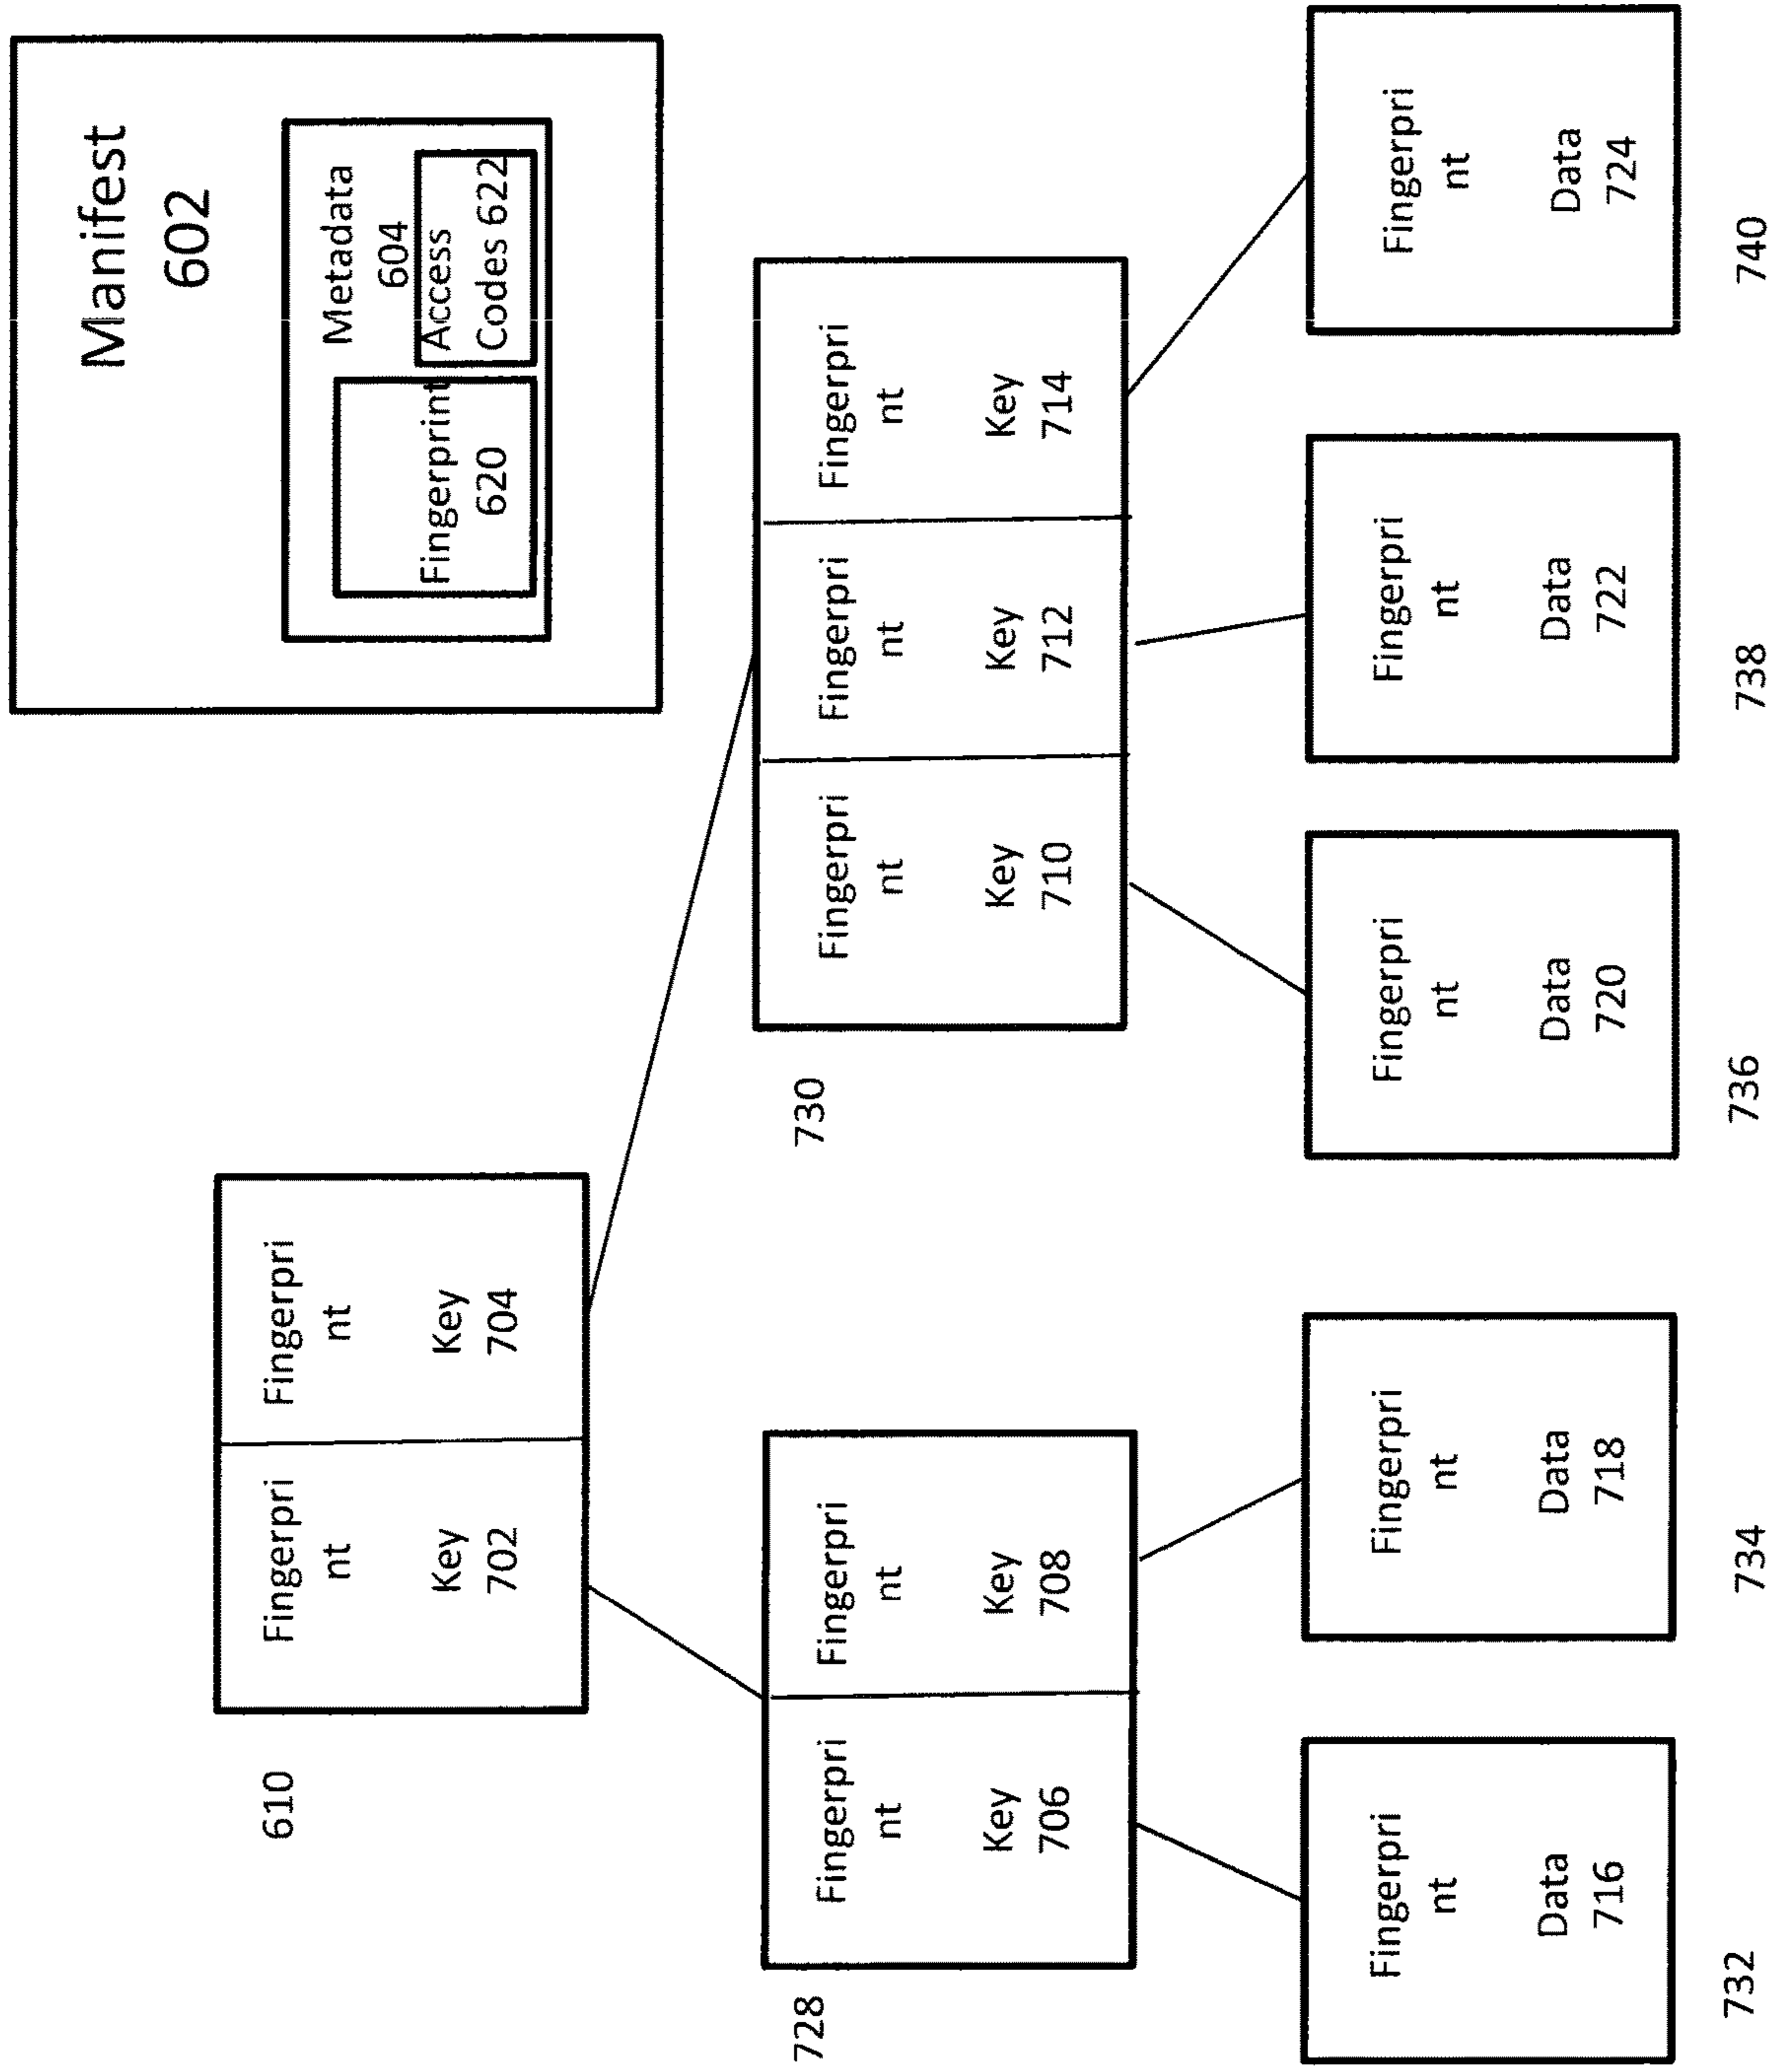 Manifest
602
Metadata
604
Fingerprint
620
Access
Codes 622
610
Fingerpri
nt
Key
702
Fingerpri
nt
Key
704
728
Fingerpri
nt
Key
706
Fingerpri
nt
Key
708
730
Fingerpri
nt
Key
710
Fingerpri
nt
Key
712
Fingerpri
nt
Key
714
Fingerpri
nt
Data
716
732
Fingerpri
nt
Data
718
734
Fingerpri
nt
Data
720
736
Fingerpri
nt
Data
722
738
Fingerpri
nt
Data
724
740